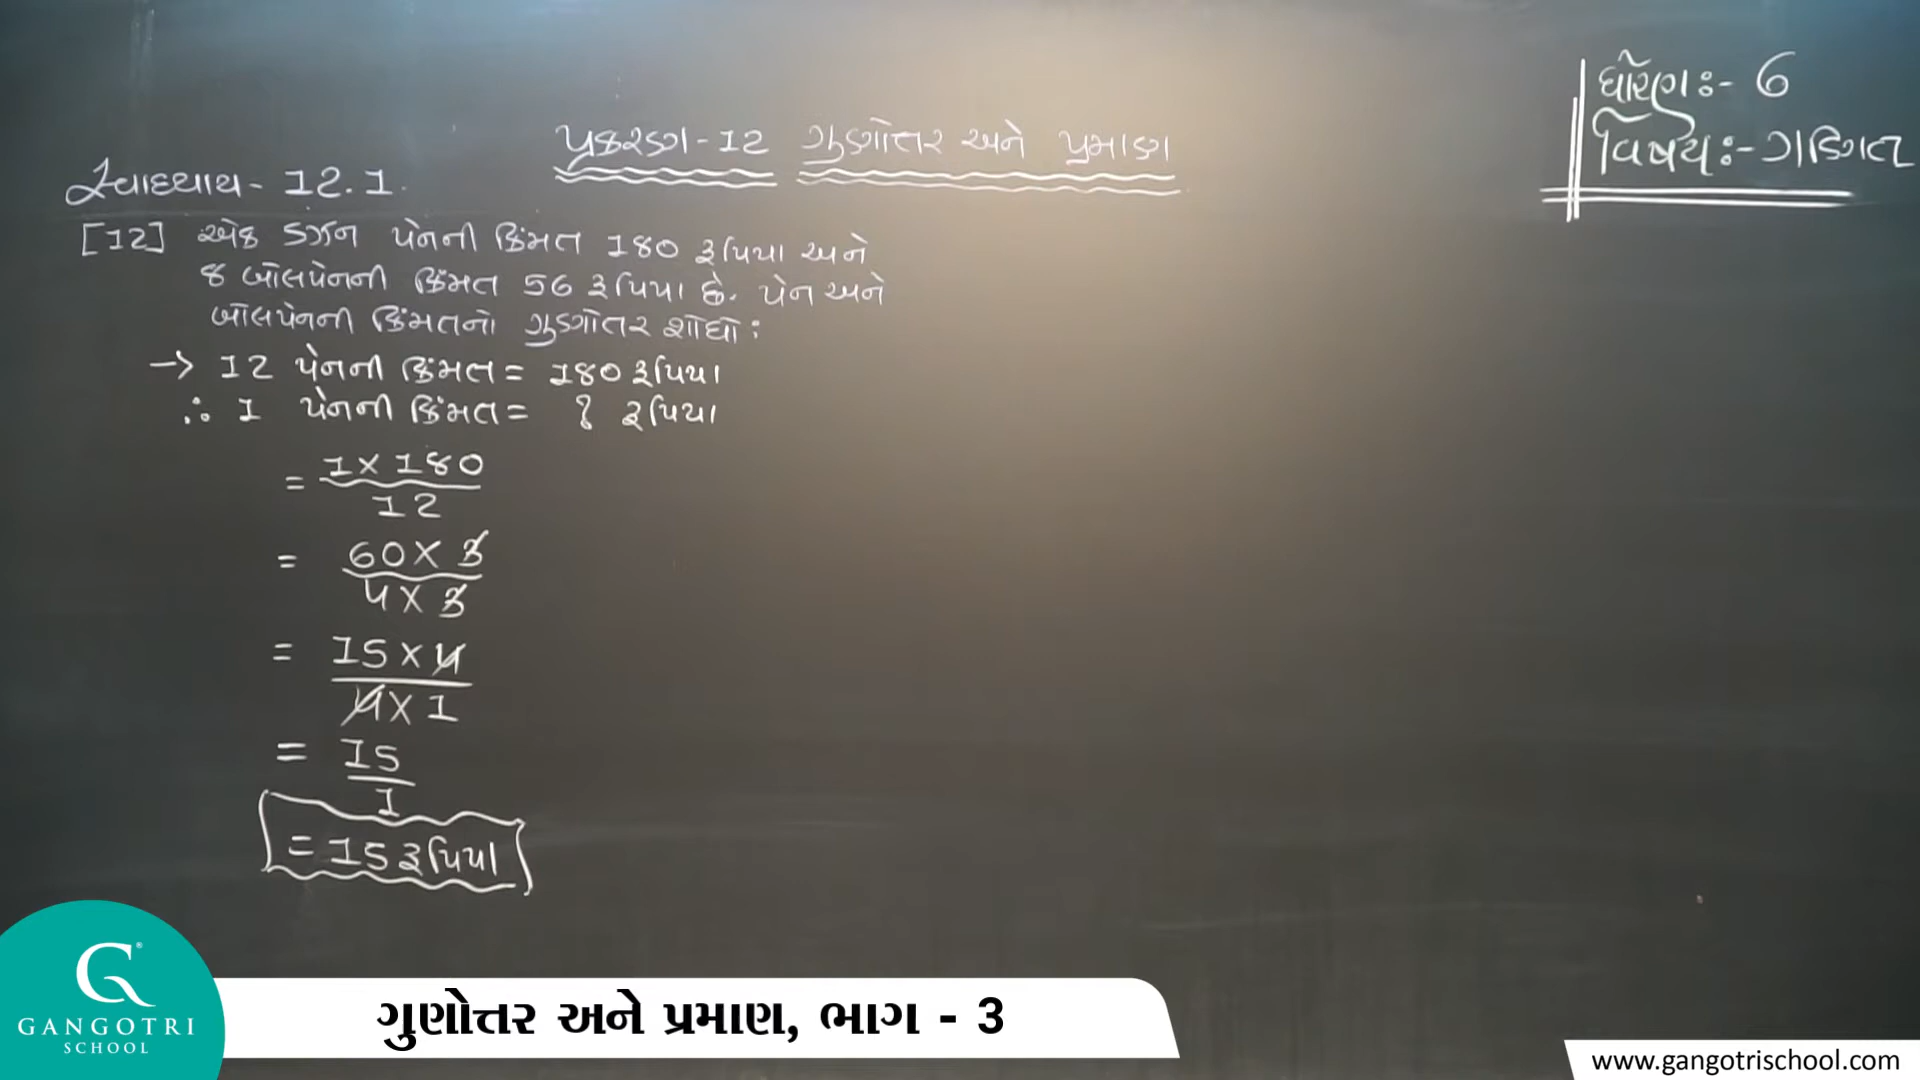 ધોરણઃ- 6
વિષયઃ- ગણિત
પ્રકરણ-12 ગુણોત્તર અને પ્રમાણ
સ્વાધ્યાય- 12.1
[12] એક ડઝન પેનની કિંમત 180 રૂપિયા અને
8 બૉલપેનની કિંમત 56 રૂપિયા છે. પેન અને
બૉલપેનની કિંમતનો ગુણોતર શોધો :
→ 12 પેનની કિંમત = 180 રૂપિયા
∴ 1 પેનની કિંમત = ? રૂપિયા
= 1 × 180
12
= 60 × 3
4 × 3
= 15 × 4
4 × 1
= 15
1
= 15 રૂપિયા
G®
GANGOTRI
SCHOOL
ગુણોત્તર અને પ્રમાણ, ભાગ - 3
www.gangotrischool.com